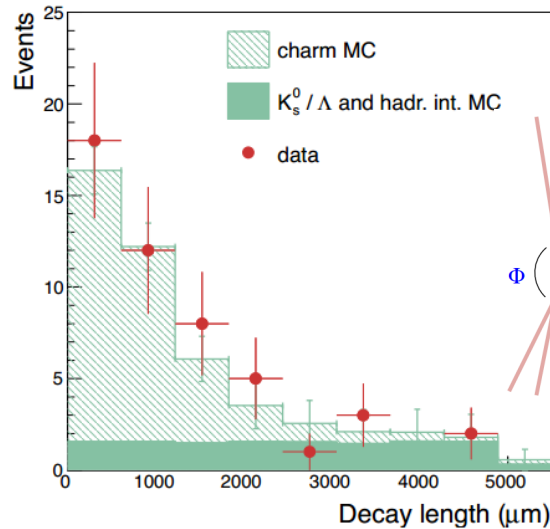 Events
25
20
15
10
5
0
charm MC
K⁰ₛ / Λ and hadr. int. MC
data
Φ
0 1000 2000 3000 4000 5000
Decay length (μm)